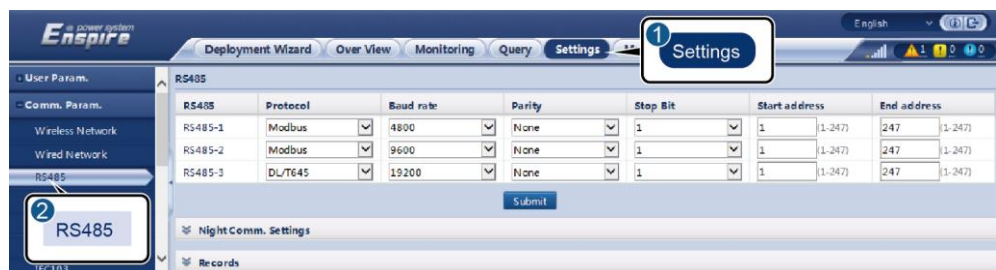 e power system
Enspire
English
Deployment Wizard Over View Monitoring Query Settings
1 Settings
1 0 0
User Param.
Comm. Param.
Wireless Network
Wired Network
RS485
2 RS485
IEC103
RS485
RS485 Protocol Baud rate Parity Stop Bit Start address End address
RS485-1 Modbus 4800 None 1 1 (1-247) 247 (1-247)
RS485-2 Modbus 9600 None 1 1 (1-247) 247 (1-247)
RS485-3 DL/T645 19200 None 1 1 (1-247) 247 (1-247)
Submit
Night Comm. Settings
Records